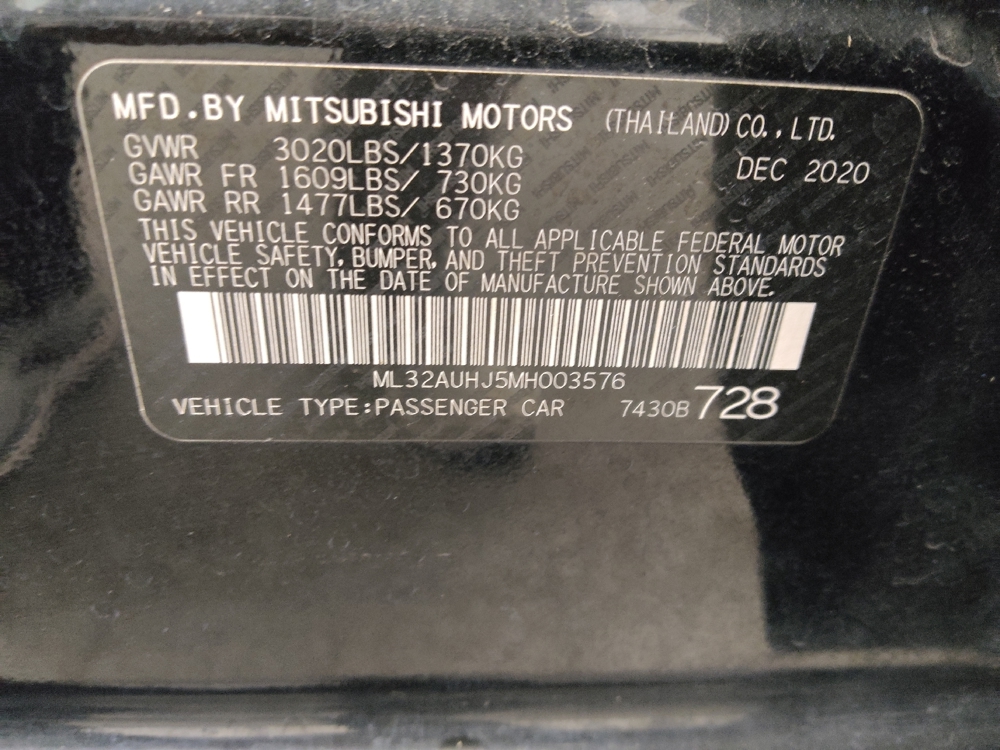 MFD.BY MITSUBISHI MOTORS (THAILAND) CO.,LTD.
GVWR 3020LBS/1370KG DEC 2020
GAWR FR 1609LBS/ 730KG
GAWR RR 1477LBS/ 670KG
THIS VEHICLE CONFORMS TO ALL APPLICABLE FEDERAL MOTOR
VEHICLE SAFETY, BUMPER, AND THEFT PREVENTION STANDARDS
IN EFFECT ON THE DATE OF MANUFACTURE SHOWN ABOVE.
ML32AUHJ5MH003576
VEHICLE TYPE:PASSENGER CAR 7430B 728